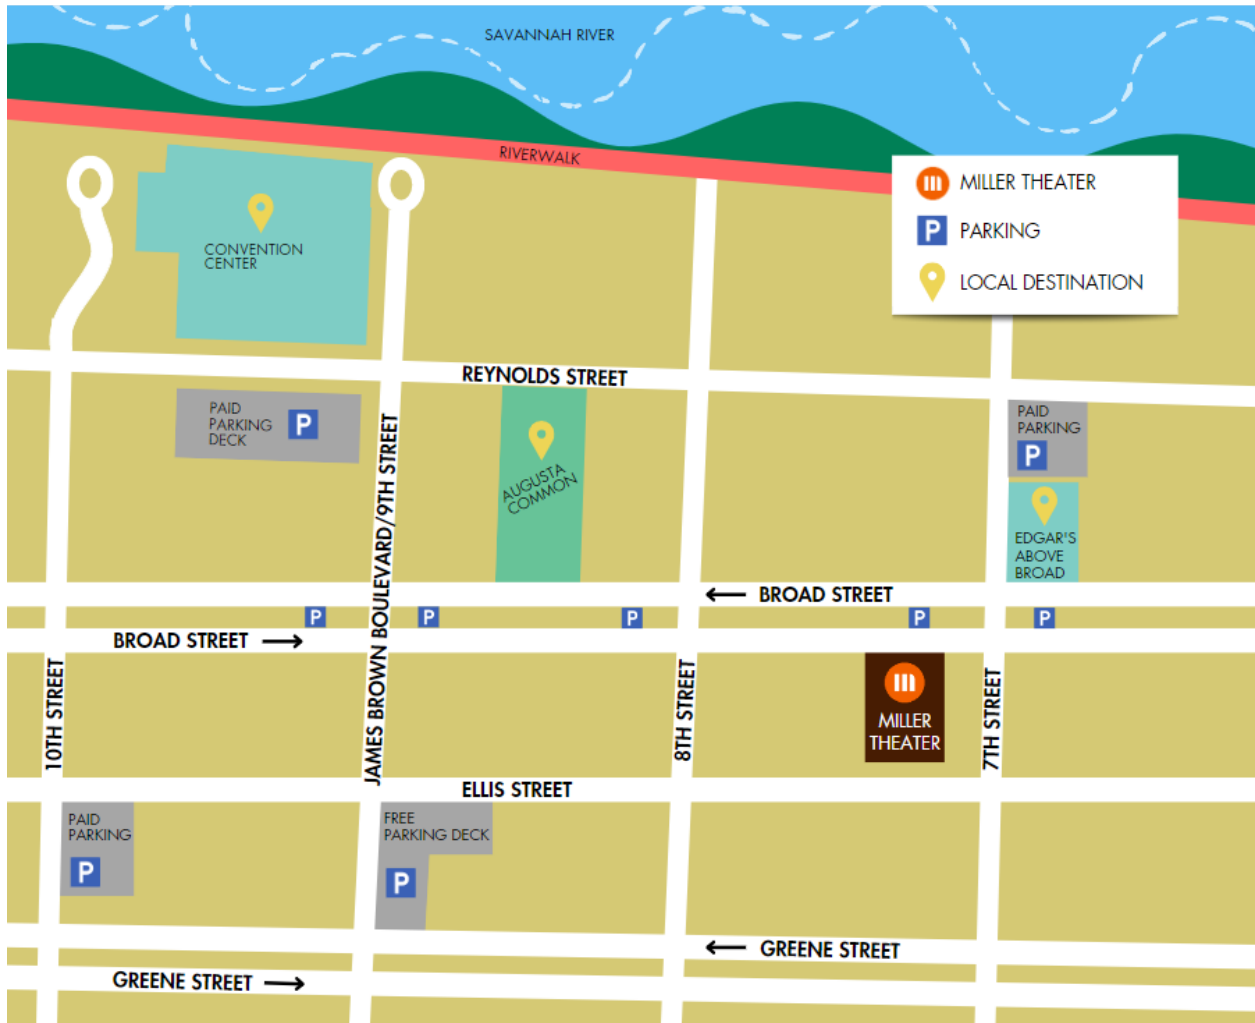 SAVANNAH RIVER
RIVERWALK
MILLER THEATER
P PARKING
LOCAL DESTINATION
CONVENTION
CENTER
REYNOLDS STREET
PAID
PARKING
DECK
P
AUGUSTA
COMMON
PAID
PARKING
P
EDGAR'S
ABOVE
BROAD
JAMES BROWN BOULEVARD/9TH STREET
BROAD STREET
P
P
P
P
P
BROAD STREET
10TH STREET
8TH STREET
m
MILLER
THEATER
7TH STREET
ELLIS STREET
PAID
PARKING
P
FREE
PARKING DECK
P
GREENE STREET
GREENE STREET